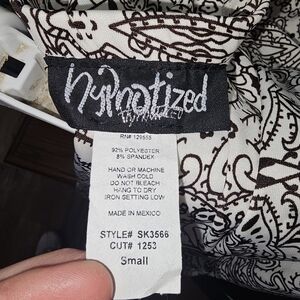 hypnotized
RN# 129555
92% POLYESTER
8% SPANDEX
HAND OR MACHINE
WASH COLD
DO NOT BLEACH
HANG TO DRY
IRON SETTING LOW
MADE IN MEXICO
STYLE# SK3566
CUT# 1253
Small